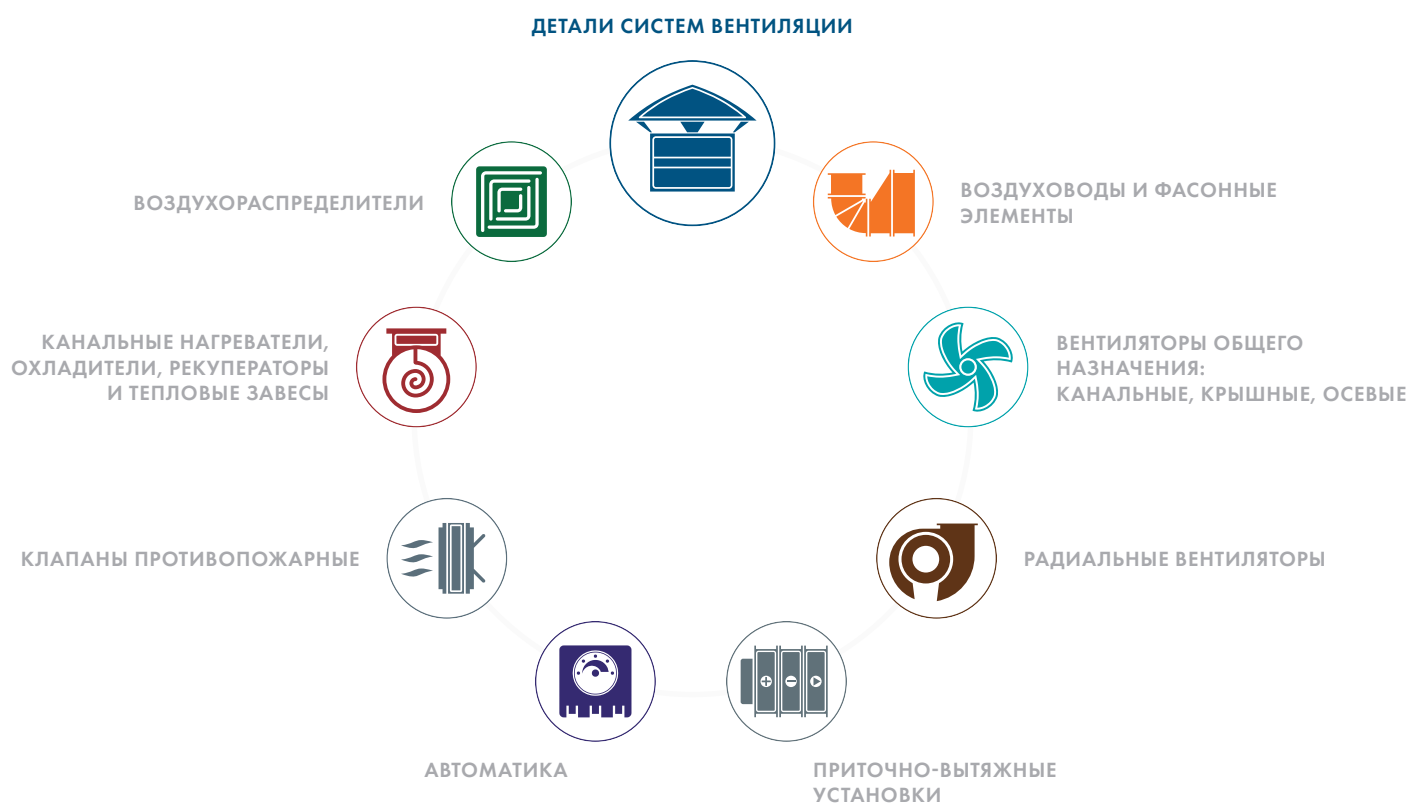 ДЕТАЛИ СИСТЕМ ВЕНТИЛЯЦИИ
ВОЗДУХОРАСПРЕДЕЛИТЕЛИ
ВОЗДУХОВОДЫ И ФАСОННЫЕ
ЭЛЕМЕНТЫ
КАНАЛЬНЫЕ НАГРЕВАТЕЛИ,
ОХЛАДИТЕЛИ, РЕКУПЕРАТОРЫ
И ТЕПЛОВЫЕ ЗАВЕСЫ
ВЕНТИЛЯТОРЫ ОБЩЕГО
НАЗНАЧЕНИЯ:
КАНАЛЬНЫЕ, КРЫШНЫЕ, ОСЕВЫЕ
КЛАПАНЫ ПРОТИВОПОЖАРНЫЕ
РАДИАЛЬНЫЕ ВЕНТИЛЯТОРЫ
АВТОМАТИКА
ПРИТОЧНО-ВЫТЯЖНЫЕ
УСТАНОВКИ